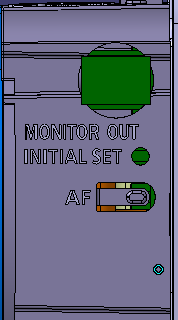 MONITOR OUT
INITIAL SET
AF